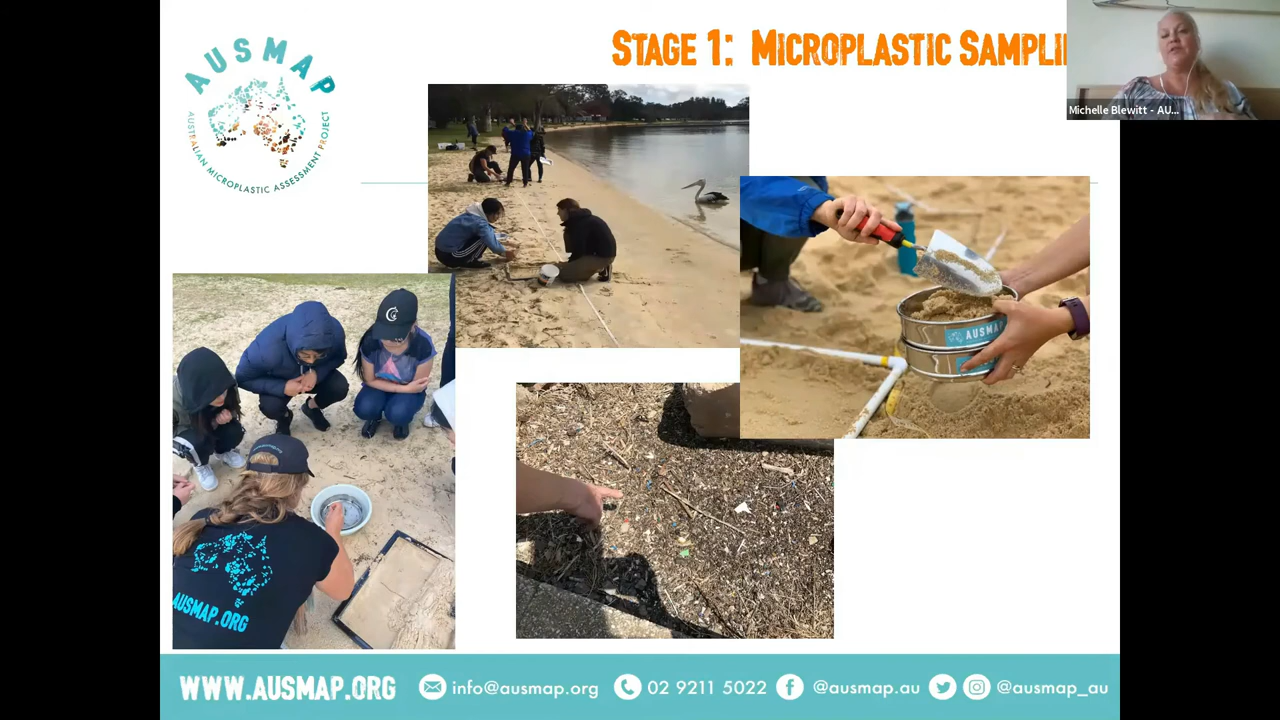 STAGE 1: MICROPLASTIC SAMPLI
Michelle Blewitt - AU...
AUSMAP
AUSTRALIAN MICROPLASTIC ASSESSMENT PROJECT
AUSMAP
AUSMAP.ORG
WWW.AUSMAP.ORG
info@ausmap.org
02 9211 5022
@ausmap.au
@ausmap_au